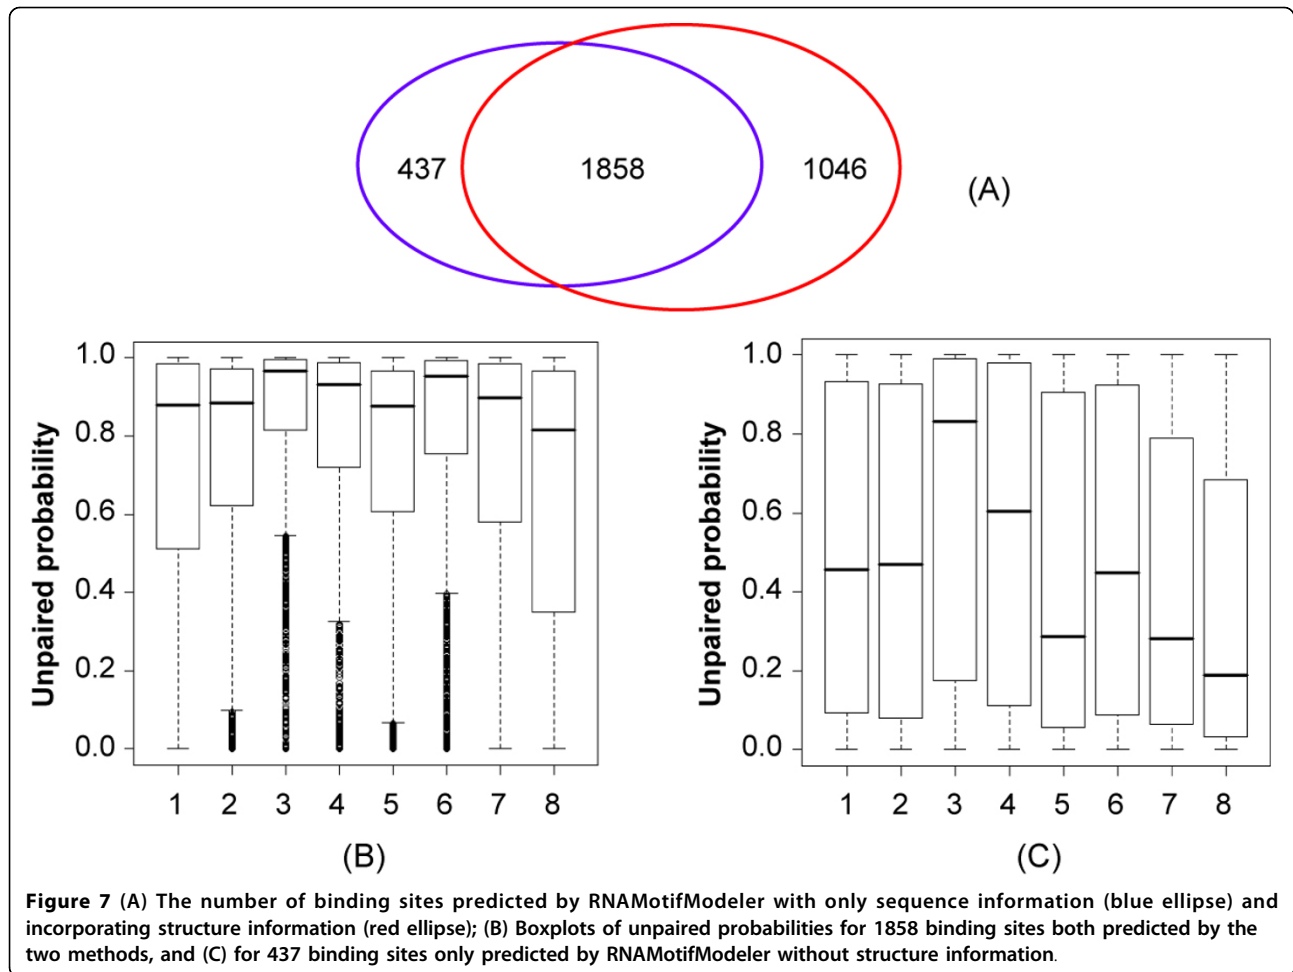 437
1858
1046
(A)
Unpaired probability
1.0
0.8
0.6
0.4
0.2
0.0
1 2 3 4 5 6 7 8
(B)
Unpaired probability
1.0
0.8
0.6
0.4
0.2
0.0
1 2 3 4 5 6 7 8
(C)
Figure 7 (A) The number of binding sites predicted by RNAMotifModeler with only sequence information (blue ellipse) and
incorporating structure information (red ellipse); (B) Boxplots of unpaired probabilities for 1858 binding sites both predicted by the
two methods, and (C) for 437 binding sites only predicted by RNAMotifModeler without structure information.